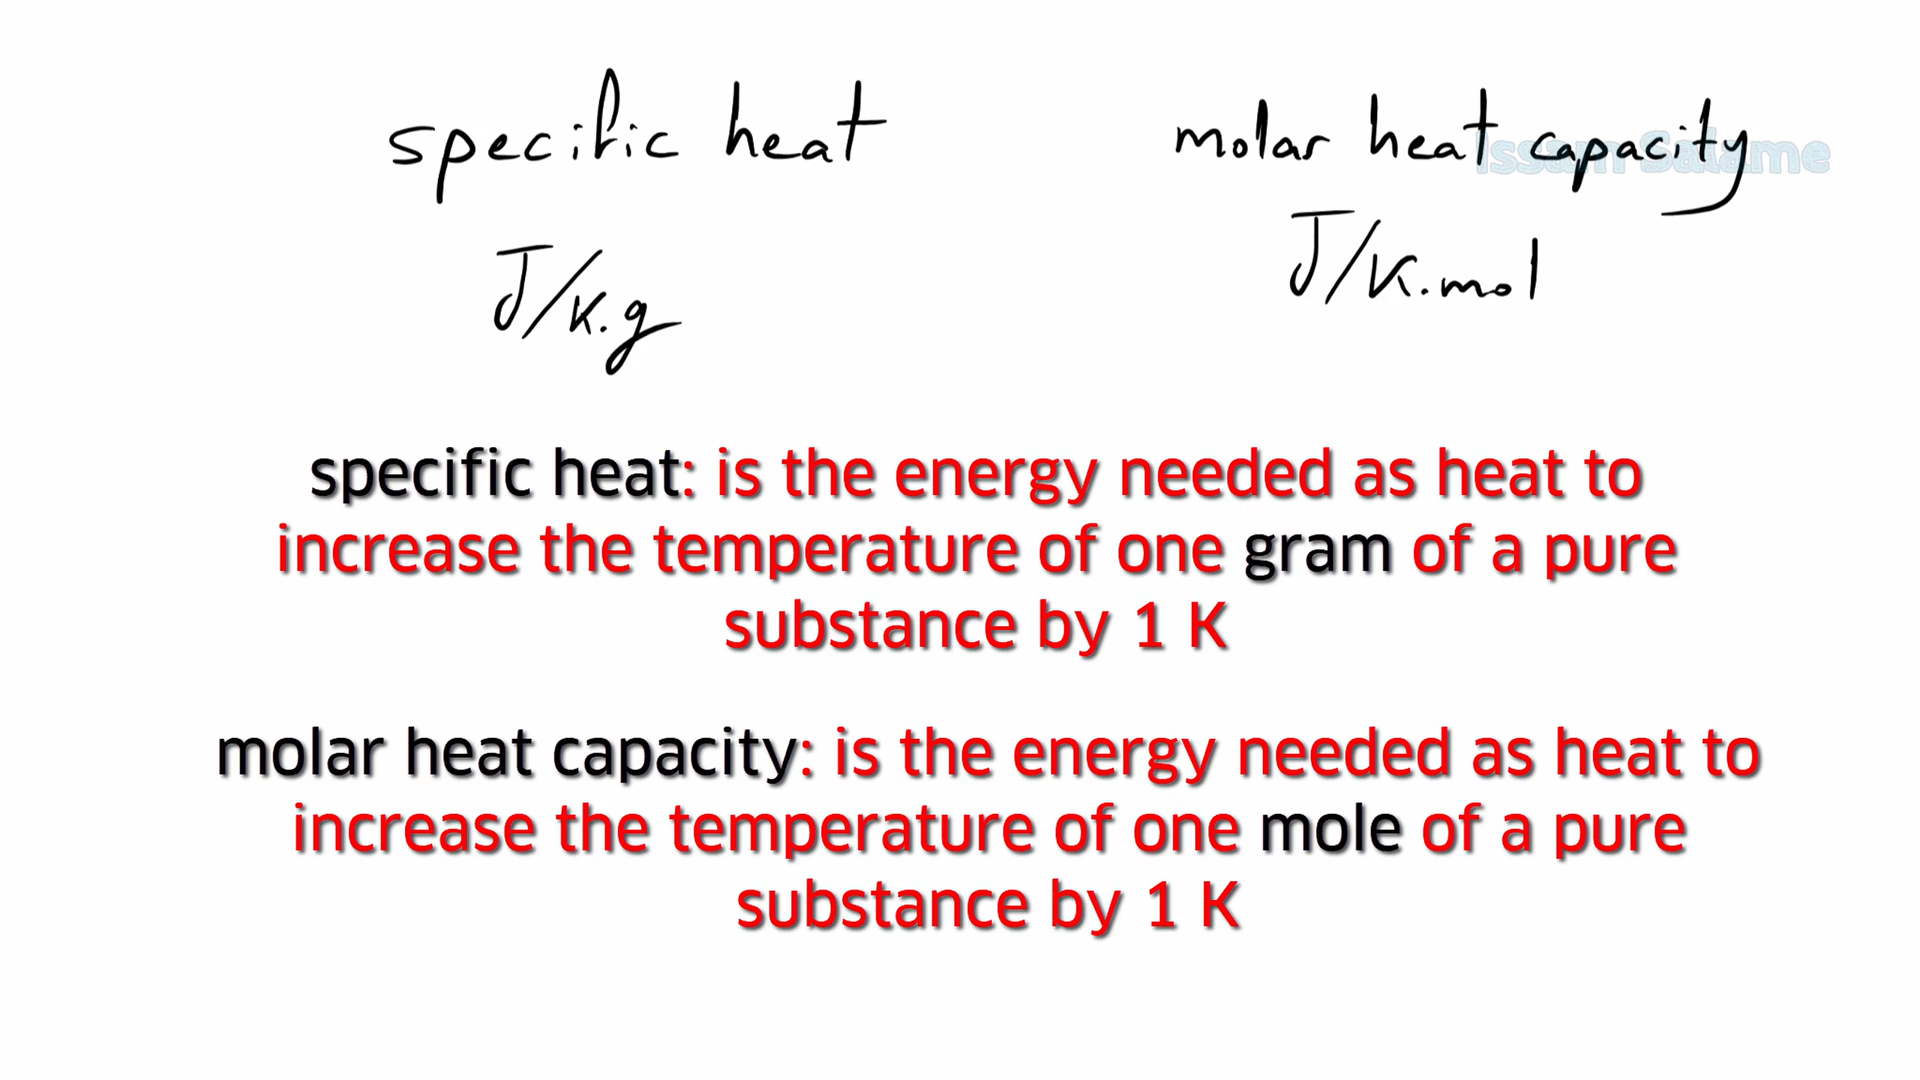 specific heat
molar heat capacity
Issam Salame
J/K.g
J/K.mol
specific heat: is the energy needed as heat to
increase the temperature of one gram of a pure
substance by 1 K
molar heat capacity: is the energy needed as heat to
increase the temperature of one mole of a pure
substance by 1 K